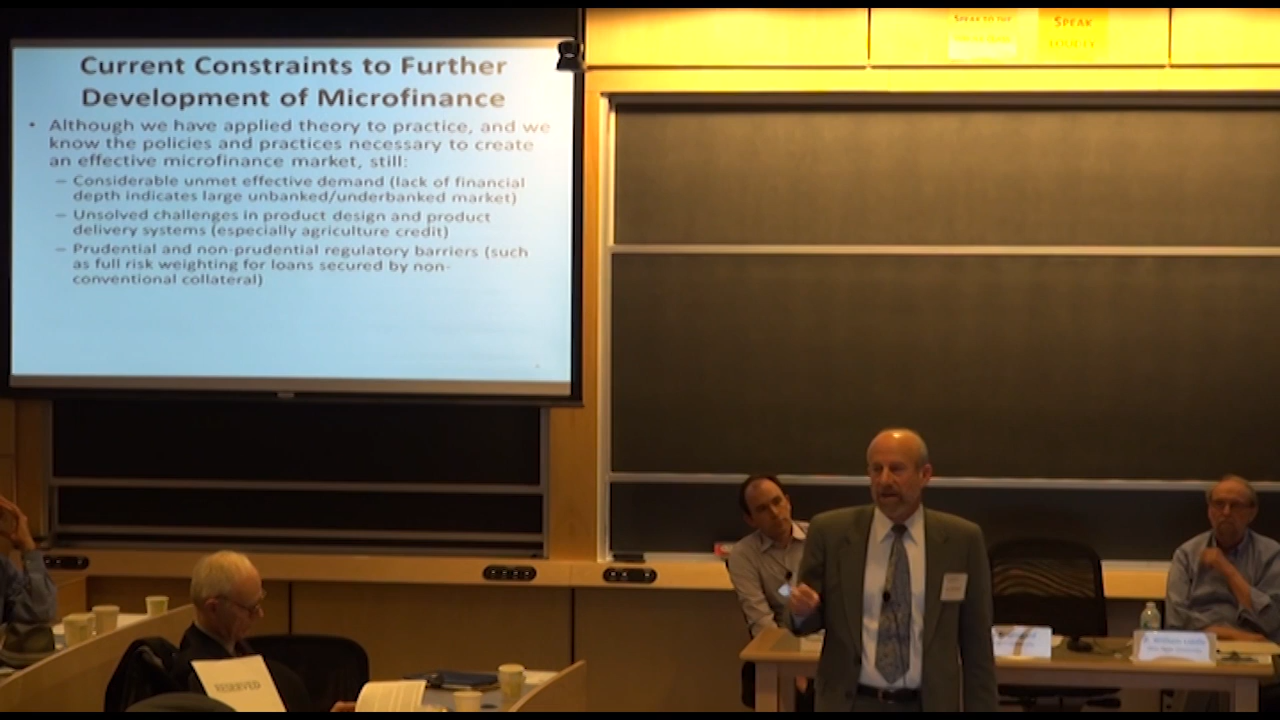 Current Constraints to Further
Development of Microfinance
• Although we have applied theory to practice, and we
know the policies and practices necessary to create
an effective microfinance market, still:
– Considerable unmet effective demand (lack of financial
depth indicates large unbanked/underbanked market)
– Unsolved challenges in product design and product
delivery systems (especially agriculture credit)
– Prudential and non-prudential regulatory barriers (such
as full risk weighting for loans secured by non-
conventional collateral)
SPEAK TO THE
SPEAK
RESERVED